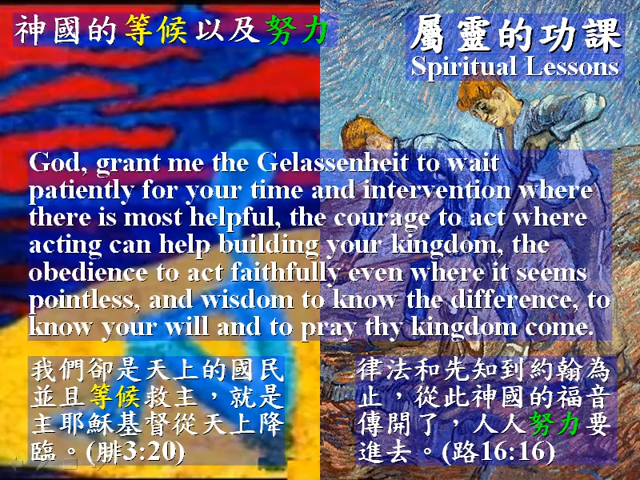 神國的等候以及努力
屬靈的功課
Spiritual Lessons
God, grant me the Gelassenheit to wait
patiently for your time and intervention where
there is most helpful, the courage to act where
acting can help building your kingdom, the
obedience to act faithfully even where it seems
pointless, and wisdom to know the difference, to
know your will and to pray thy kingdom come.
我們卻是天上的國民
並且等候救主，就是
主耶穌基督從天上降
臨。(腓3:20)
律法和先知到約翰為
止，從此神國的福音
傳開了，人人努力要
進去。(路16:16)